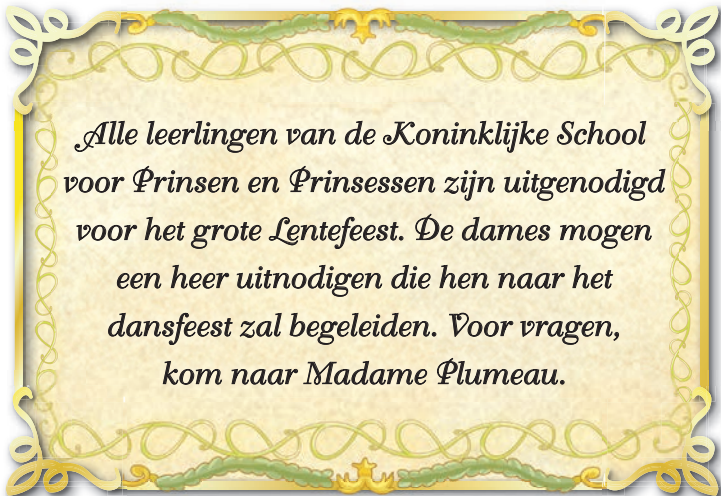 Alle leerlingen van de Koninklijke School
voor Prinsen en Prinsessen zijn uitgenodigd
voor het grote Lentefeest. De dames mogen
een heer uitnodigen die hen naar het
dansfeest zal begeleiden. Voor vragen,
kom naar Madame Plumeau.